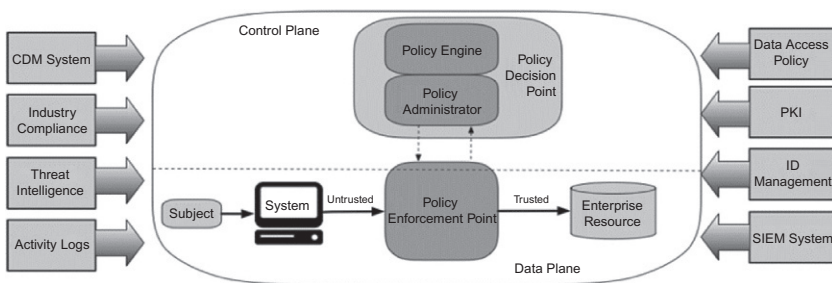 Control Plane
CDM System
Industry
Compliance
Threat
Intelligence
Activity Logs
Policy Engine
Policy
Administrator
Policy
Decision
Point
Subject
System
Untrusted
Policy
Enforcement Point
Trusted
Enterprise
Resource
Data Plane
Data Access
Policy
PKI
ID
Management
SIEM System